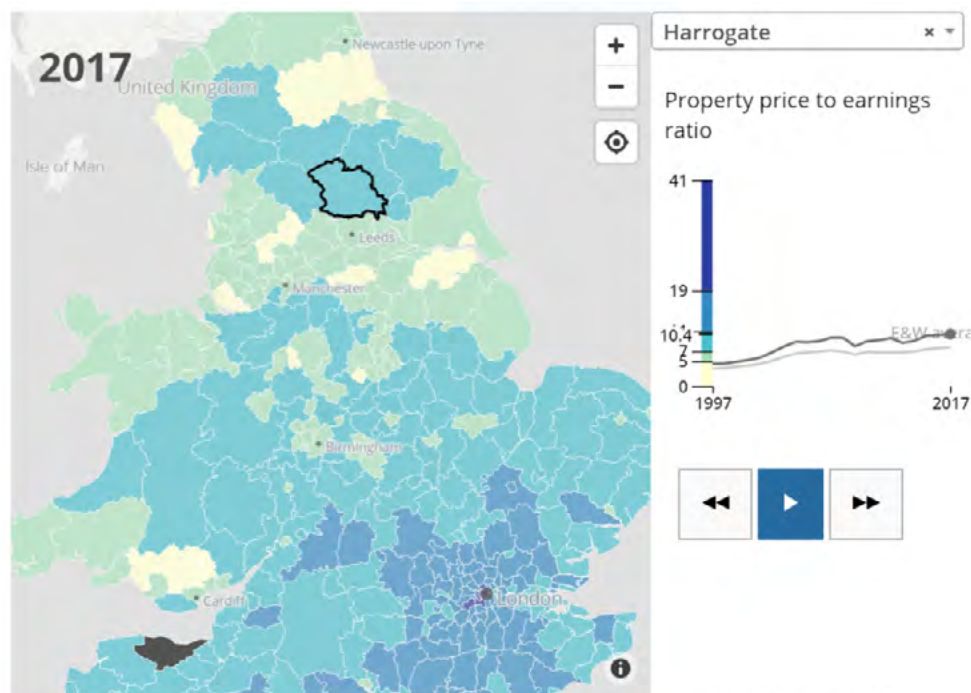 2017
United Kingdom
Newcastle upon Tyne
Isle of Man
Leeds
Manchester
Birmingham
Cardiff
London
+
−
Harrogate × 
Property price to earnings
ratio
41
19
10.4
7
5
0
E&W avera
1997
2017